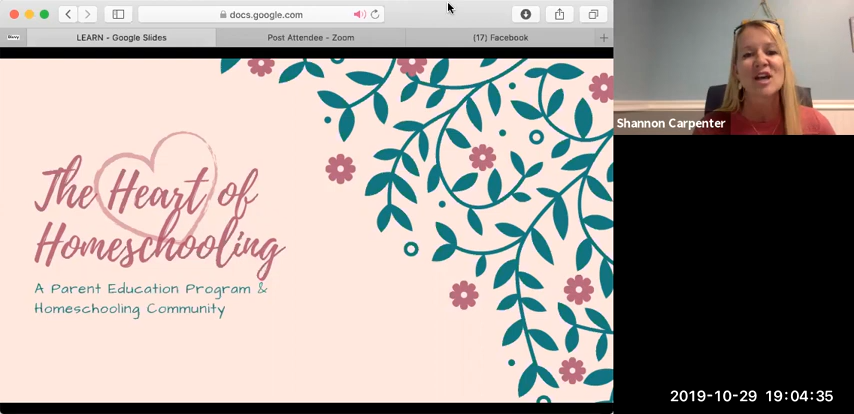 docs.google.com
LEARN - Google Slides
Post Attendee - Zoom
(17) Facebook
Shannon Carpenter
The Heart of
Homeschooling
A Parent Education Program &
Homeschooling Community
2019-10-29 19:04:35